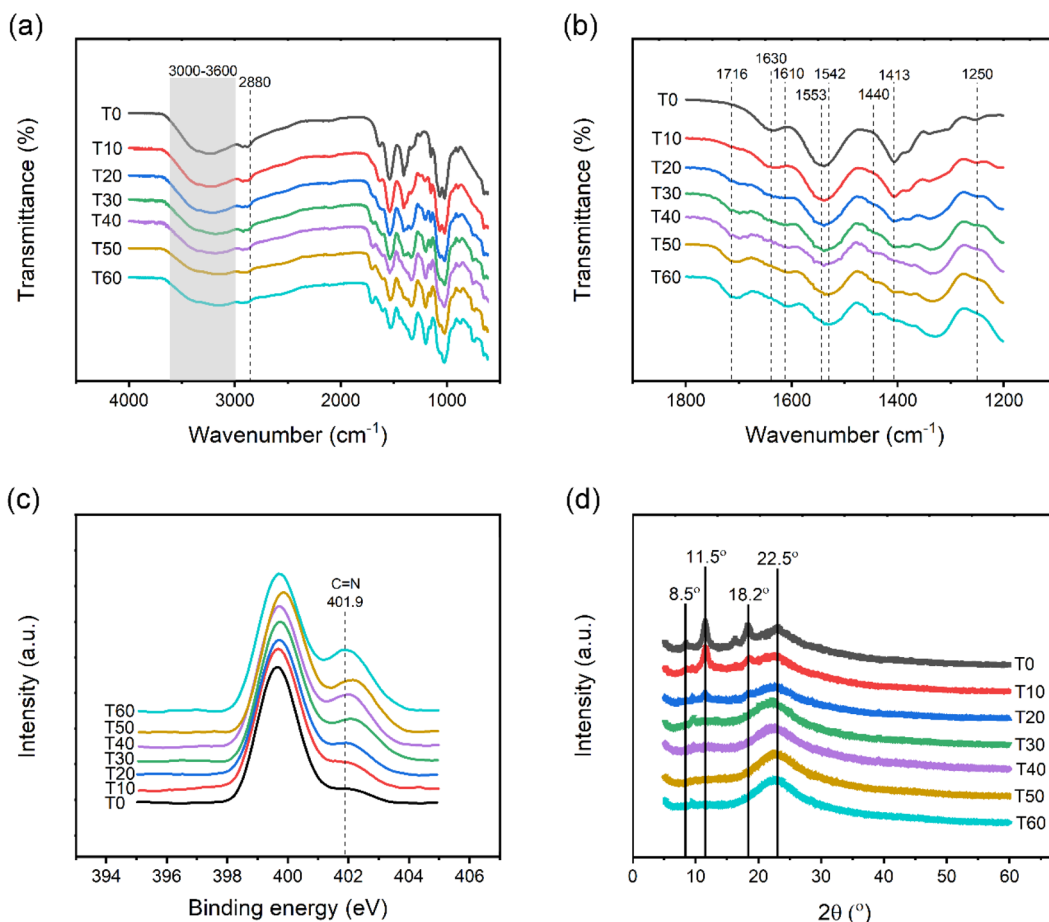 (a)
3000-3600
2880
T0
T10
T20
T30
T40
T50
T60
Transmittance (%)
4000 3000 2000 1000
Wavenumber (cm⁻¹)
(b)
1630 1542 1413 1250
1716 1610
1553 1440
T0
T10
T20
T30
T40
T50
T60
Transmittance (%)
1800 1600 1400 1200
Wavenumber (cm⁻¹)
(c)
C=N
401.9
T60
T50
T40
T30
T20
T10
T0
Intensity (a.u.)
394 396 398 400 402 404 406
Binding energy (eV)
(d)
11.5° 22.5°
8.5° 18.2°
T0
T10
T20
T30
T40
T50
T60
Intensity (a.u.)
0 10 20 30 40 50 60
2θ (°)